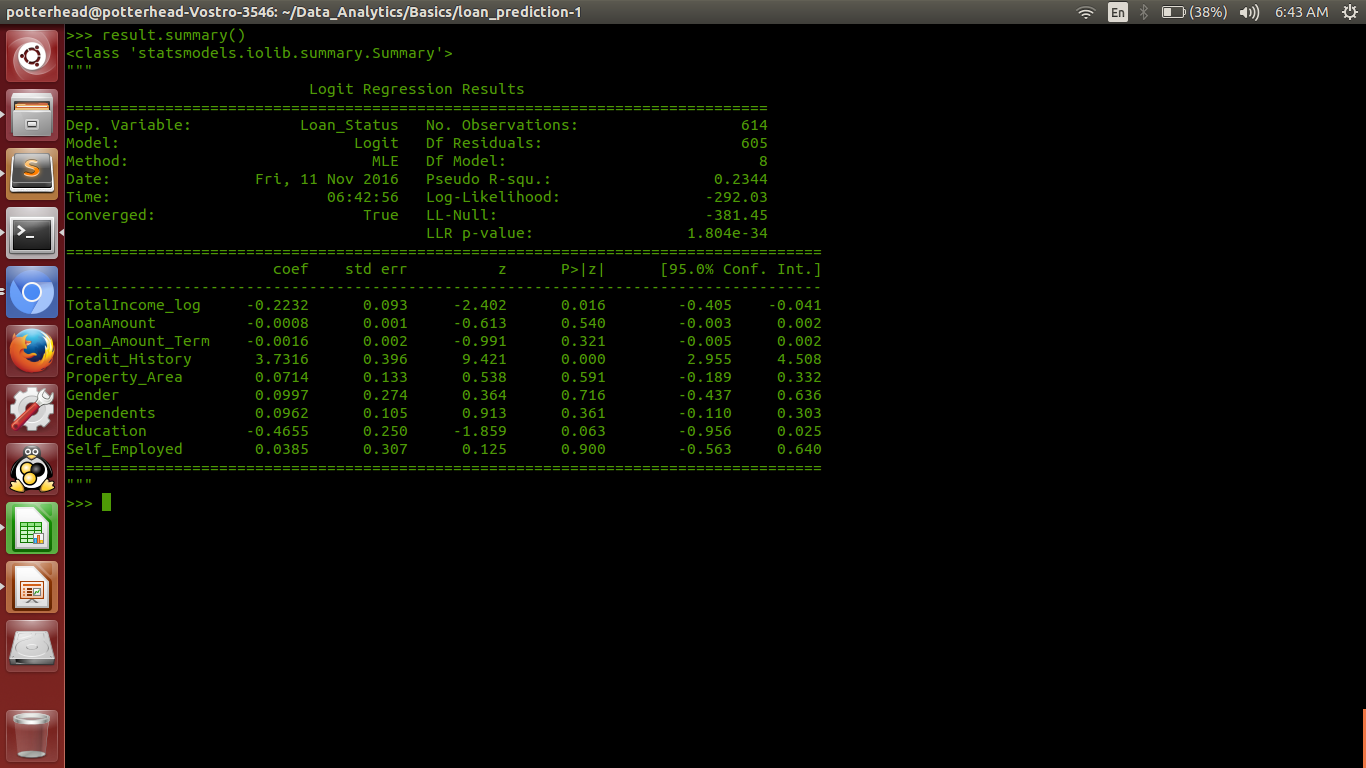 potterhead@potterhead-Vostro-3546: ~/Data_Analytics/Basics/loan_prediction-1 En (38%) 6:43 AM
>>> result.summary()
<class 'statsmodels.iolib.summary.Summary'>
"""
                           Logit Regression Results
==============================================================================
Dep. Variable:            Loan_Status   No. Observations:                  614
Model:                          Logit   Df Residuals:                      605
Method:                           MLE   Df Model:                            8
Date:                Fri, 11 Nov 2016   Pseudo R-squ.:                  0.2344
Time:                        06:42:56   Log-Likelihood:                -292.03
converged:                       True   LL-Null:                       -381.45
                                        LLR p-value:                 1.804e-34
====================================================================================
                       coef    std err          z      P>|z|      [95.0% Conf. Int.]
------------------------------------------------------------------------------------
TotalIncome_log     -0.2232      0.093     -2.402      0.016        -0.405    -0.041
LoanAmount          -0.0008      0.001     -0.613      0.540        -0.003     0.002
Loan_Amount_Term    -0.0016      0.002     -0.991      0.321        -0.005     0.002
Credit_History       3.7316      0.396      9.421      0.000         2.955     4.508
Property_Area        0.0714      0.133      0.538      0.591        -0.189     0.332
Gender               0.0997      0.274      0.364      0.716        -0.437     0.636
Dependents           0.0962      0.105      0.913      0.361        -0.110     0.303
Education           -0.4655      0.250     -1.859      0.063        -0.956     0.025
Self_Employed        0.0385      0.307      0.125      0.900        -0.563     0.640
====================================================================================
"""
>>>